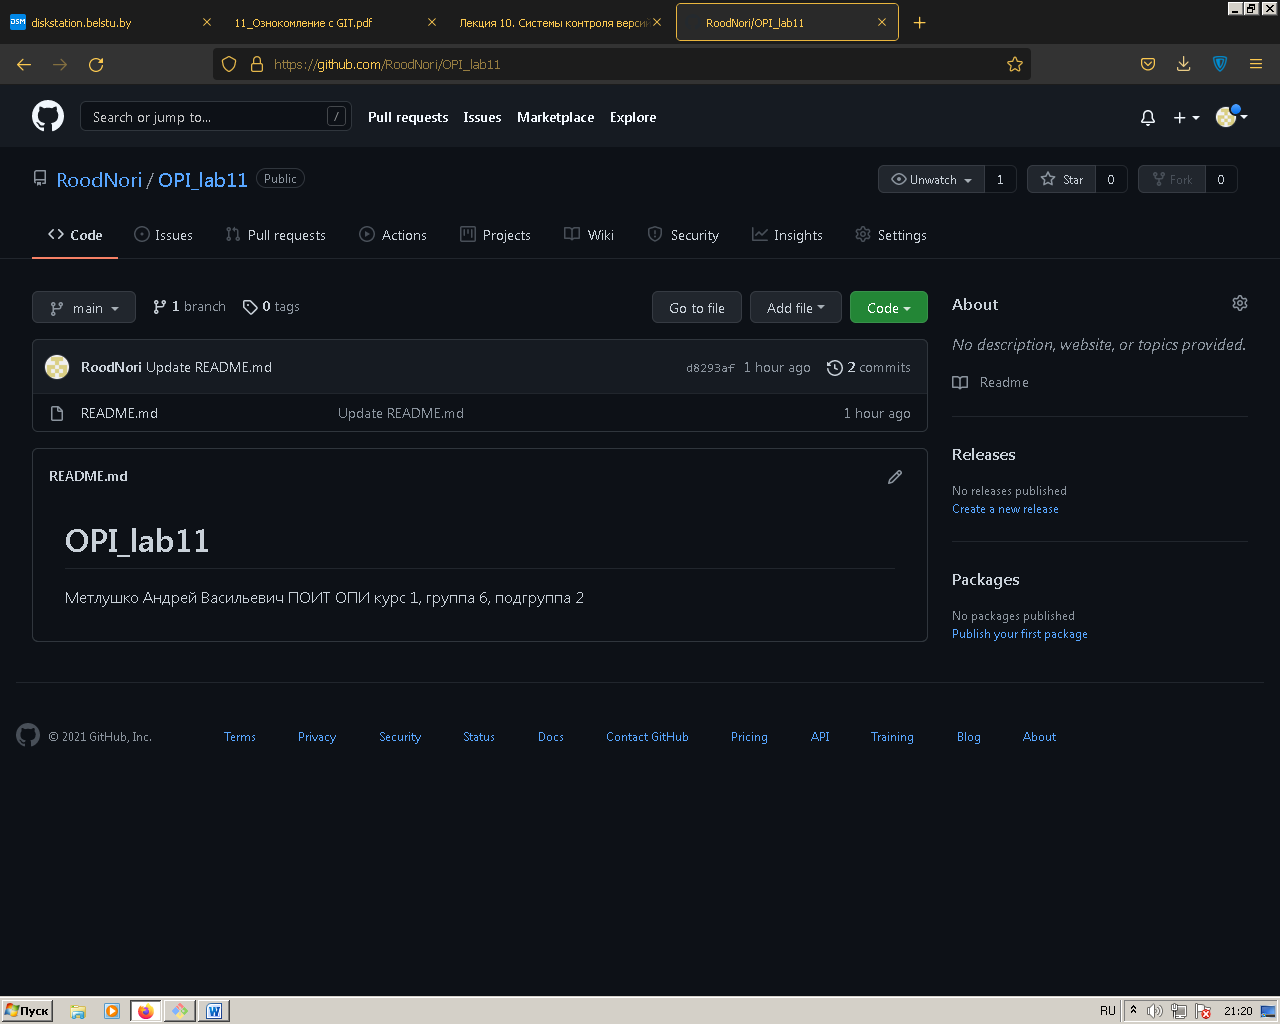 DSM diskstation.belstu.by
11_Ознокомление с GIT.pdf
Лекция 10. Системы контроля версий
RoodNori/OPI_lab11
https://github.com/RoodNori/OPI_lab11
Search or jump to...
/
Pull requests
Issues
Marketplace
Explore
RoodNori / OPI_lab11
Public
Unwatch
1
Star
0
Fork
0
Code
Issues
Pull requests
Actions
Projects
Wiki
Security
Insights
Settings
main
1 branch
0 tags
Go to file
Add file
Code
RoodNori Update README.md
d8293af 1 hour ago
2 commits
README.md
Update README.md
1 hour ago
README.md
OPI_lab11
Метлушко Андрей Васильевич ПОИТ ОПИ курс 1, группа 6, подгруппа 2
About
No description, website, or topics provided.
Readme
Releases
No releases published
Create a new release
Packages
No packages published
Publish your first package
© 2021 GitHub, Inc.
Terms
Privacy
Security
Status
Docs
Contact GitHub
Pricing
API
Training
Blog
About
Пуск
RU
21:20